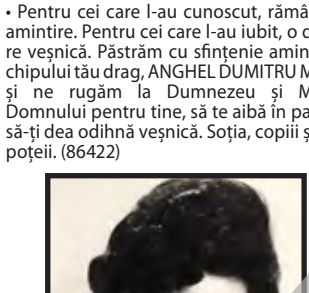 • Pentru cei care l-au cunoscut, rămâ
amintire. Pentru cei care l-au iubit, o d
re veșnică. Păstrăm cu sfințenie amin
chipului tău drag, ANGHEL DUMITRU M
și ne rugăm la Dumnezeu și M
Domnului pentru tine, să te aibă în pa
să-ți dea odihnă veșnică. Soția, copiii ș
poțeii. (86422)